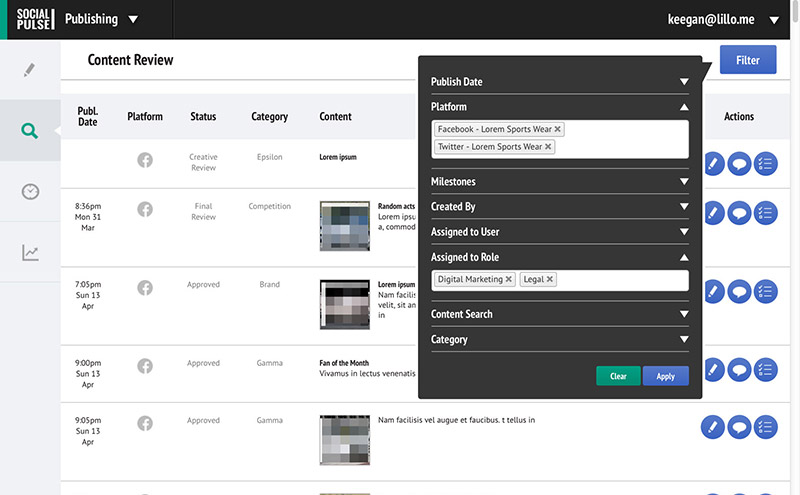 SOCIAL
PULSE
Publishing
keegan@lillo.me
Content Review
Filter
Publ.
Date
Platform
Status
Category
Content
Actions
Creative
Review
Epsilon
Lorem ipsum
8:36pm
Mon 31
Mar
Final
Review
Competition
Random acts
Lorem ipsu
a, commod
7:05pm
Sun 13
Apr
Approved
Brand
Lorem ipsum
Nam facilis
velit, sit an
in
9:00pm
Sun 13
Apr
Approved
Gamma
Fan of the Month
Vivamus in lectus venenatis
9:05pm
Sun 13
Apr
Approved
Gamma
Nam facilisis vel augue et faucibus. t tellus in
Publish Date
Platform
Facebook - Lorem Sports Wear
Twitter - Lorem Sports Wear
Milestones
Created By
Assigned to User
Assigned to Role
Digital Marketing
Legal
Content Search
Category
Clear
Apply